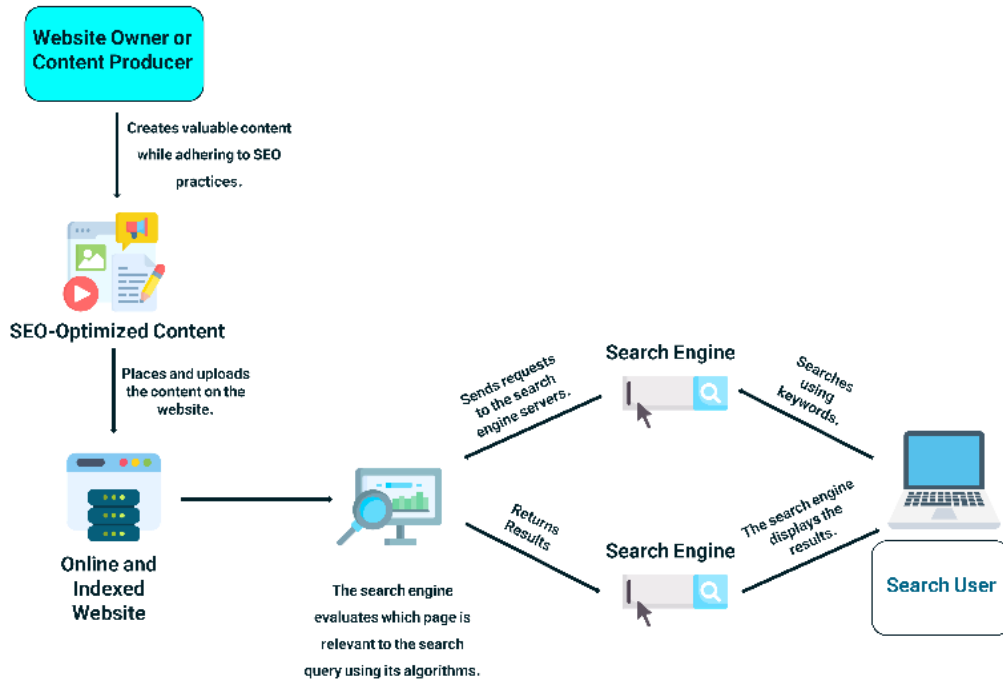 Website Owner or
Content Producer
Creates valuable content
while adhering to SEO
practices.
SEO-Optimized Content
Places and uploads
the content on the
website.
Online and
Indexed
Website
The search engine
evaluates which page is
relevant to the search
query using its algorithms.
Sends requests
to the search
engine servers.
Search Engine
Searches
using
keywords.
Returns
Results
Search Engine
The search engine
displays the
results.
Search User